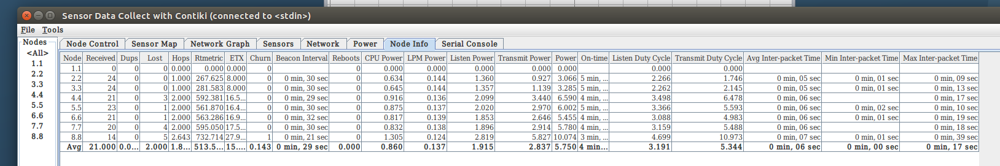 Sensor Data Collect with Contiki (connected to <stdin>)
File Tools
Nodes
<All>
1.1
2.2
3.3
4.4
5.5
6.6
7.7
8.8
Node Control Sensor Map Network Graph Sensors Network Power Node Info Serial Console
Node Received Dups Lost Hops Rtmetric ETX Churn Beacon Interval Reboots CPU Power LPM Power Listen Power Transmit Power Power On-time Listen Duty Cycle Transmit Duty Cycle Avg Inter-packet Time Min Inter-packet Time Max Inter-packet Time
1.1 0 0 0 0.000 0.000 0.000 0 0 0.000 0.000 0.000 0.000 0.000 0.000 0.000
2.2 24 0 0 1.000 267.625 8.000 0 0 min, 30 sec 0 0.634 0.144 1.360 0.927 3.066 5 min, ... 2.266 1.746 0 min, 05 sec 0 min, 01 sec 0 min, 09 sec
3.3 24 0 0 1.000 281.583 8.000 0 0 min, 30 sec 0 0.645 0.144 1.357 1.139 3.285 5 min, ... 2.262 2.145 0 min, 05 sec 0 min, 01 sec 0 min, 13 sec
4.4 21 0 3 2.000 592.381 16.5... 0 0 min, 29 sec 0 0.916 0.136 2.099 3.440 6.590 4 min, ... 3.498 6.478 0 min, 06 sec 0 min, 17 sec
5.5 23 0 1 2.000 561.870 16.4... 0 0 min, 30 sec 0 0.875 0.137 2.020 2.970 6.002 5 min, ... 3.366 5.593 0 min, 06 sec 0 min, 02 sec 0 min, 10 sec
6.6 21 0 1 2.000 563.286 16.9... 0 0 min, 32 sec 0 0.817 0.139 1.853 2.646 5.455 4 min, ... 3.088 4.983 0 min, 06 sec 0 min, 01 sec 0 min, 19 sec
7.7 20 0 4 2.000 595.050 17.5... 0 0 min, 30 sec 0 0.832 0.138 1.896 2.914 5.780 4 min, ... 3.159 5.488 0 min, 06 sec 0 min, 18 sec
8.8 14 0 5 2.643 732.714 27.9... 1 0 min, 21 sec 0 1.305 0.124 2.819 5.827 10.074 3 min, ... 4.699 10.973 0 min, 07 sec 0 min, 01 sec 0 min, 39 sec
Avg 21.000 0.0... 2.000 1.8... 513.5... 15.... 0.143 0 min, 29 sec 0.000 0.860 0.137 1.915 2.837 5.750 4 min... 3.191 5.344 0 min, 06 sec 0 min, 00 sec 0 min, 17 sec